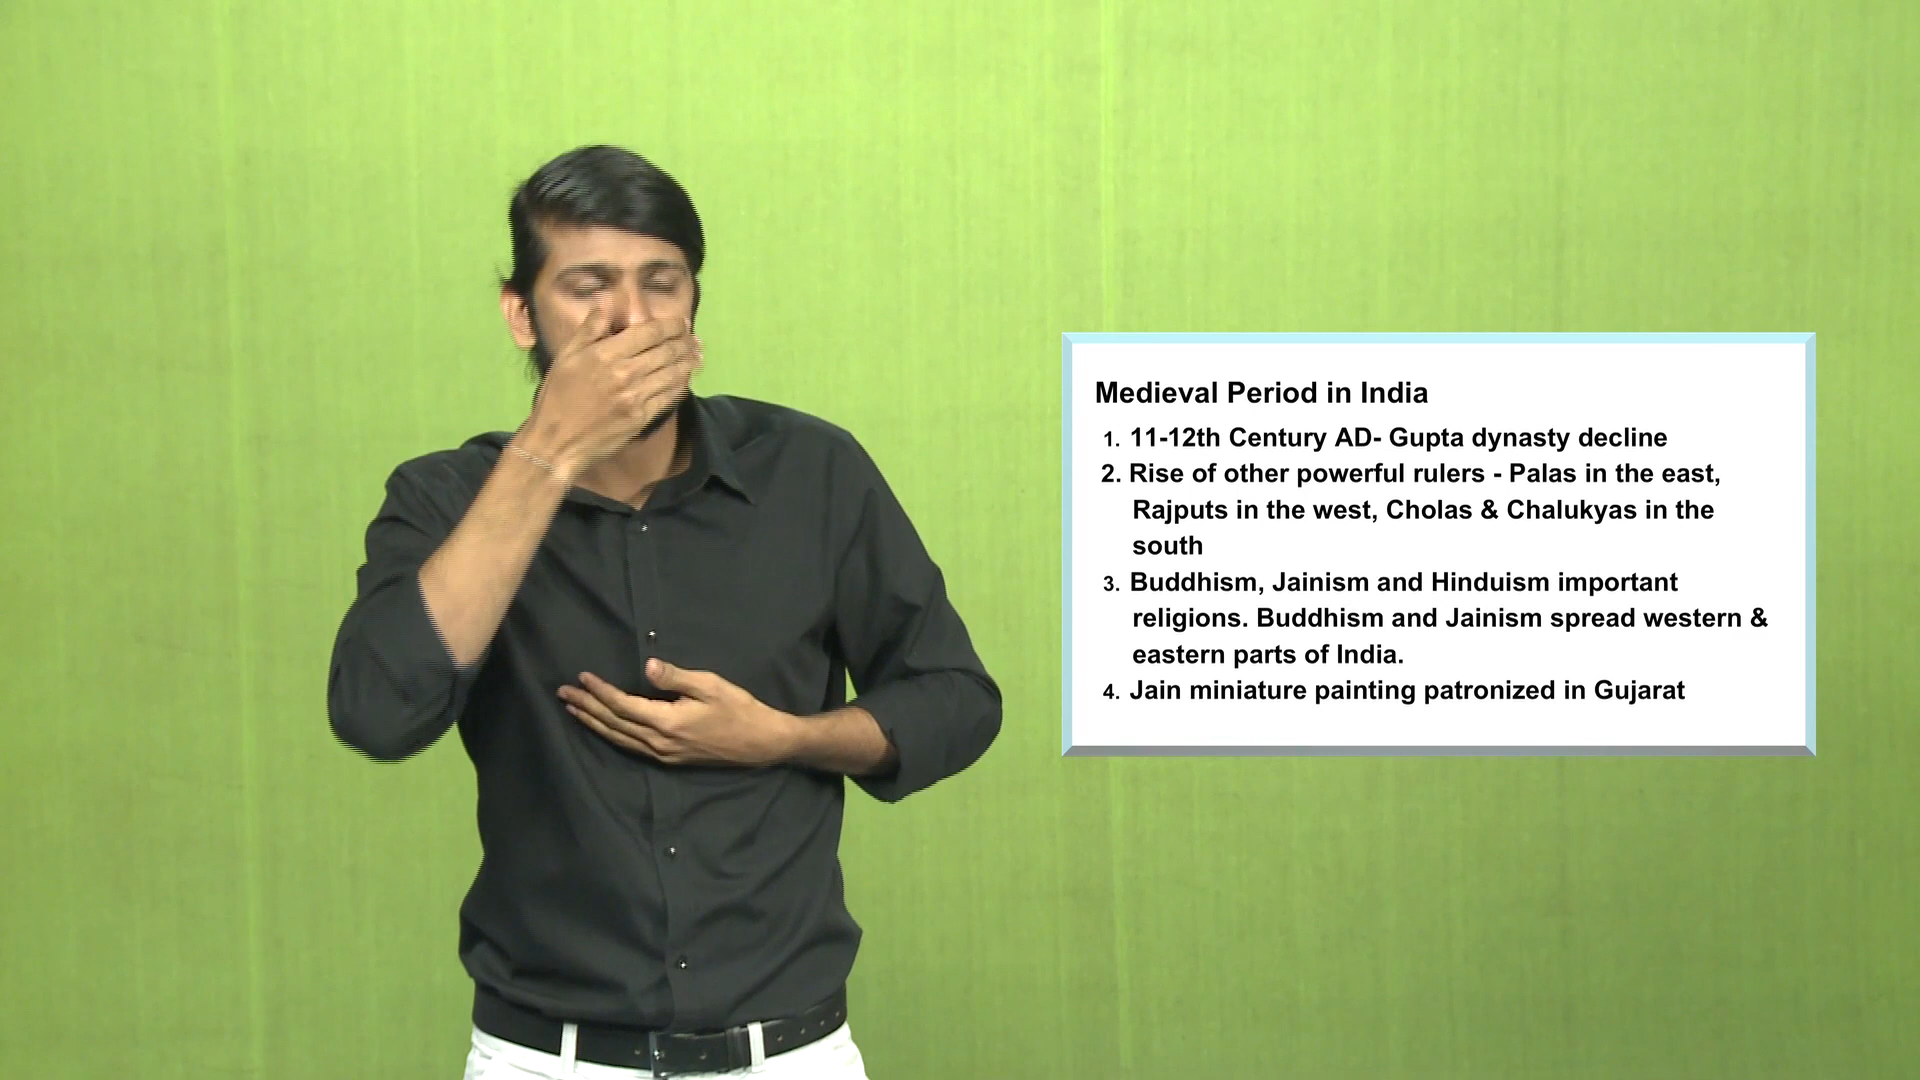 Medieval Period in India
1. 11-12th Century AD- Gupta dynasty decline
2. Rise of other powerful rulers - Palas in the east,
Rajputs in the west, Cholas & Chalukyas in the
south
3. Buddhism, Jainism and Hinduism important
religions. Buddhism and Jainism spread western &
eastern parts of India.
4. Jain miniature painting patronized in Gujarat